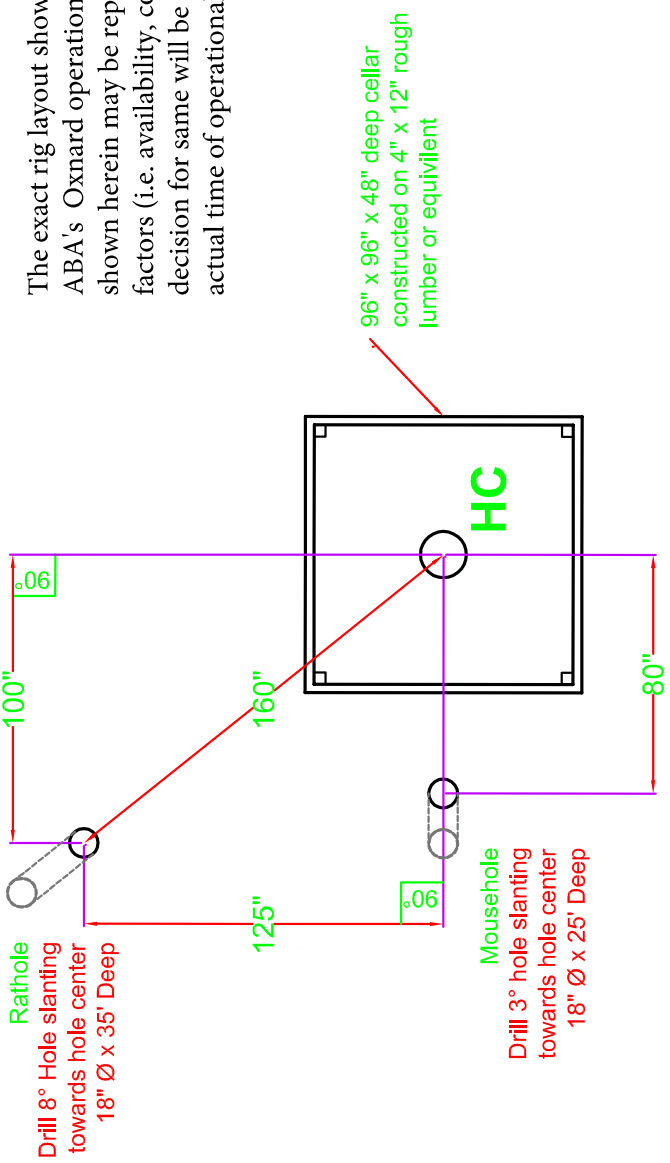 The exact rig layout show
ABA's Oxnard operation
shown herein may be rep
factors (i.e. availability, co
decision for same will be
actual time of operational
96" x 96" x 48" deep cellar
constructed on 4" x 12" rough
lumber or equivilent
HC
90°
100"
160"
80"
125"
90°
Rathole
Drill 8° Hole slanting
towards hole center
18" Ø x 35' Deep
Mousehole
Drill 3° hole slanting
towards hole center
18" Ø x 25' Deep